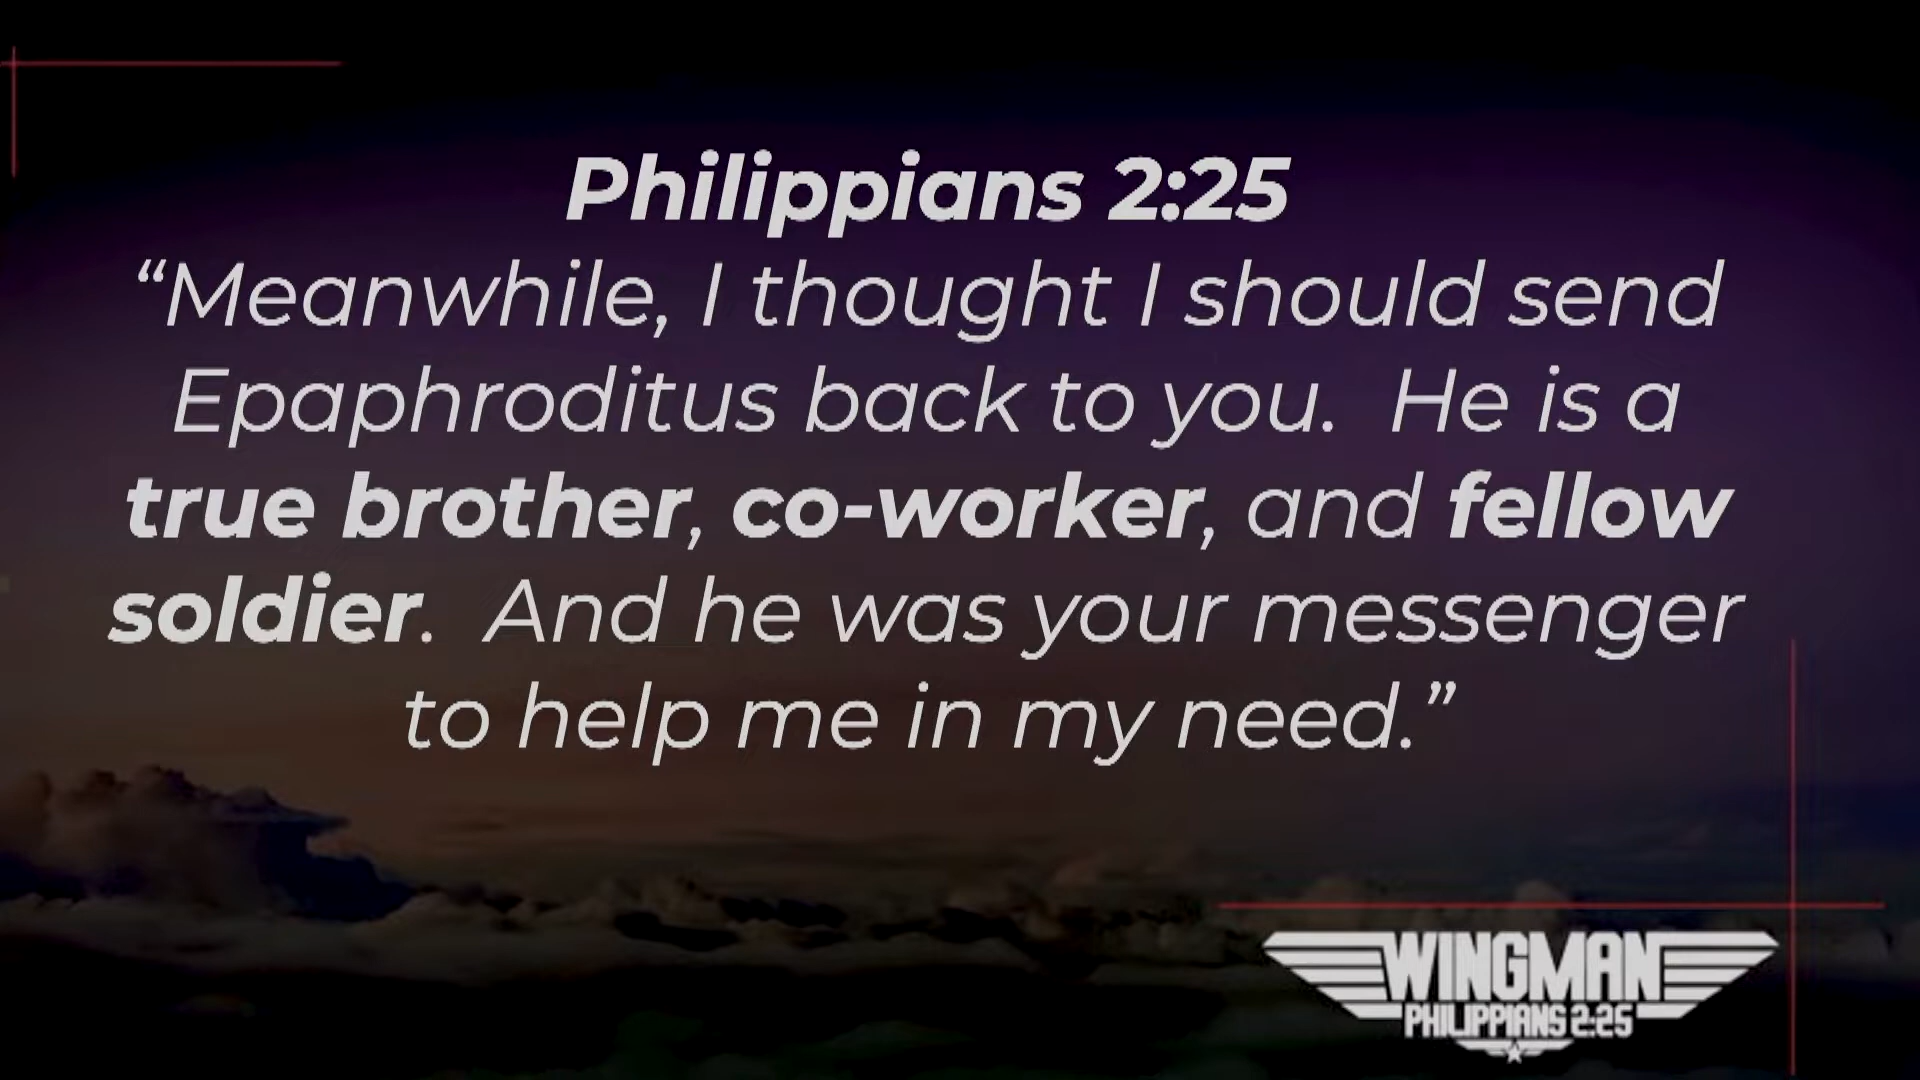 Philippians 2:25
“Meanwhile, I thought I should send
Epaphroditus back to you.  He is a
true brother, co-worker, and fellow
soldier.  And he was your messenger
to help me in my need.”
WINGMAN
PHILIPPIANS 2:25